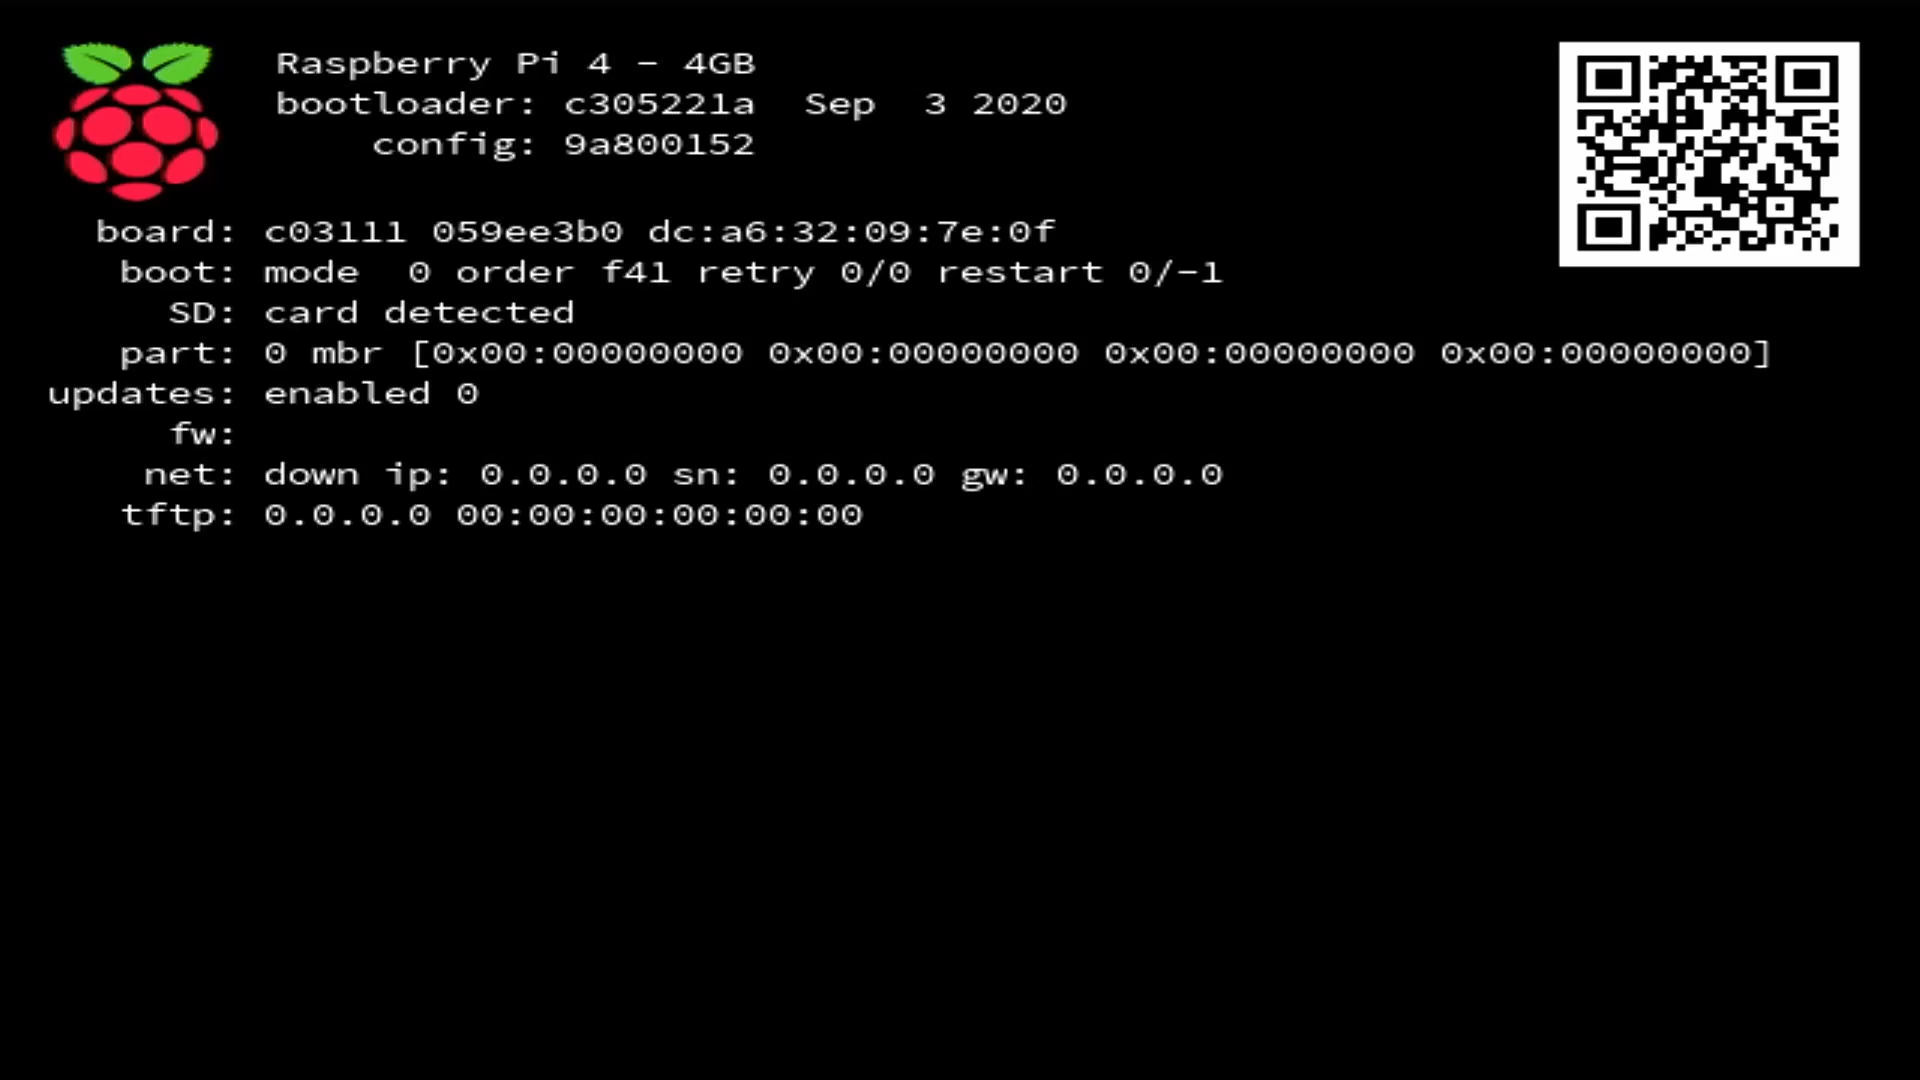 Raspberry Pi 4 - 4GB
bootloader: c305221a  Sep  3 2020
config: 9a800152
board: c03111 059ee3b0 dc:a6:32:09:7e:0f
boot: mode  0 order f41 retry 0/0 restart 0/-1
SD: card detected
part: 0 mbr [0x00:00000000 0x00:00000000 0x00:00000000 0x00:00000000]
updates: enabled 0
fw:
net: down ip: 0.0.0.0 sn: 0.0.0.0 gw: 0.0.0.0
tftp: 0.0.0.0 00:00:00:00:00:00